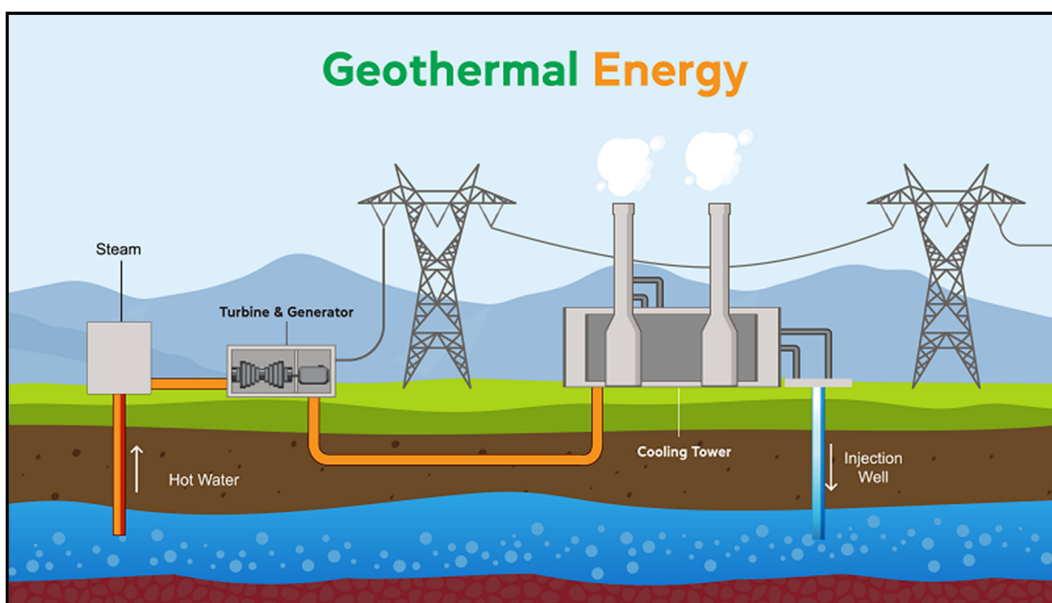 Geothermal Energy
Steam
Turbine & Generator
Hot Water
Cooling Tower
Injection
Well